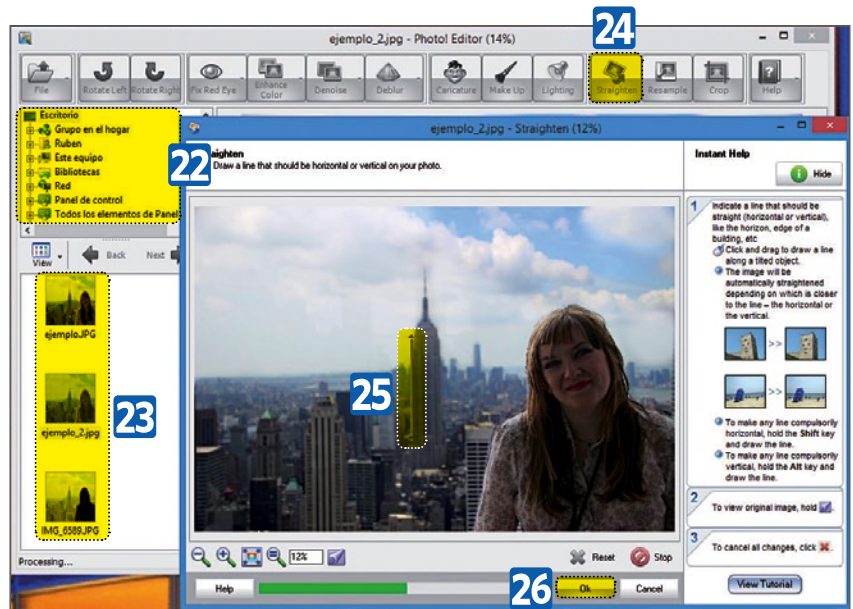 24
ejemplo_2.jpg - Photo! Editor (14%)
File
Rotate Left
Rotate Right
Fix Red Eye
Enhance Color
Denoise
Deblur
Caricature
Make Up
Lighting
Straighten
Resample
Crop
Help
Escritorio
Grupo en el hogar
Ruben
Este equipo
Bibliotecas
Red
Panel de control
Todos los elementos de Panel
View
Back
Next
ejemplo.JPG
ejemplo_2.jpg
IMG_6589.JPG
23
Processing...
ejemplo_2.jpg - Straighten (12%)
22
aighten
Draw a line that should be horizontal or vertical on your photo.
25
12%
Reset
Stop
Help
26
Ok
Cancel
Instant Help
Hide
1
Indicate a line that should be
straight (horizontal or vertical),
like the horizon, edge of a
building, etc
Click and drag to draw a line
along a tilted object.
The image will be
automatically straightened
depending on which is closer
to the line – the horizontal or
the vertical.
>>
>>
To make any line compulsorily
horizontal, hold the Shift key
and draw the line.
To make any line compulsorily
vertical, hold the Alt key and
draw the line.
2
To view original image, hold .
3
To cancel all changes, click .
View Tutorial